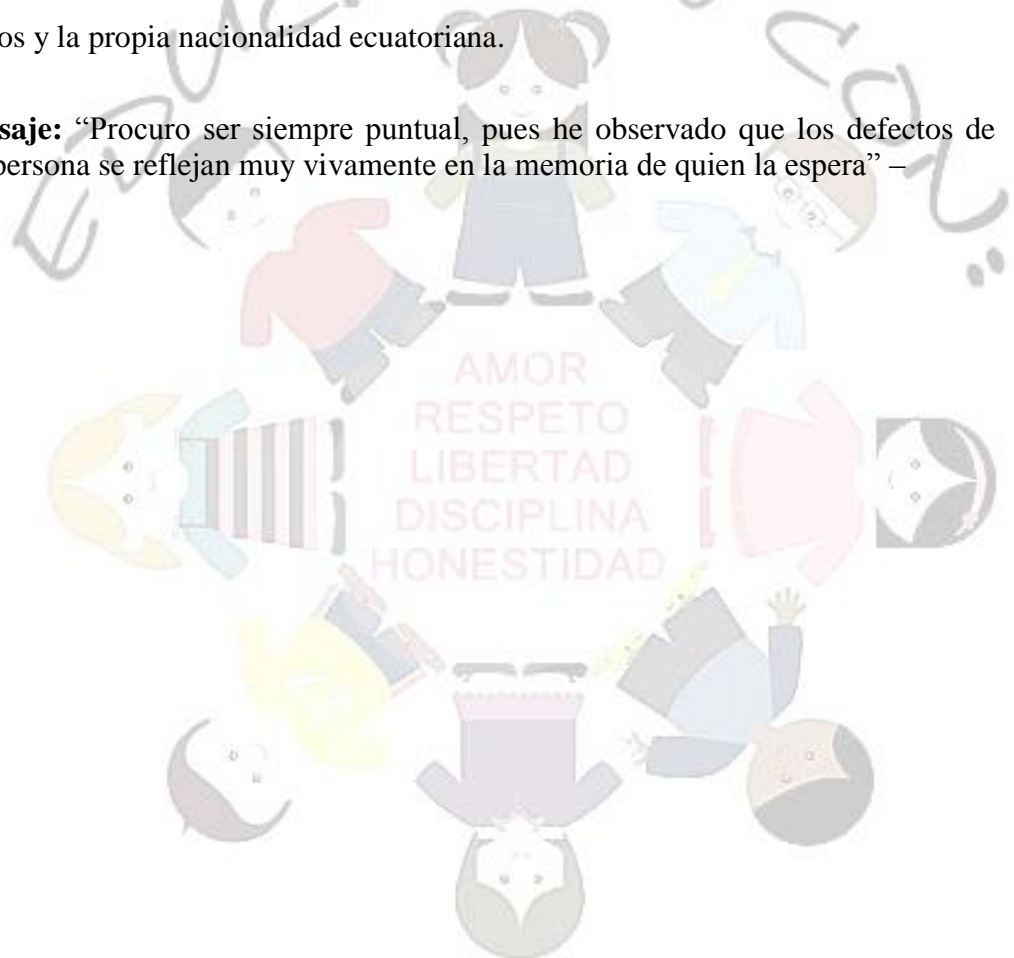 os y la propia nacionalidad ecuatoriana.
saje: “Procuro ser siempre puntual, pues he observado que los defectos de
persona se reflejan muy vivamente en la memoria de quien la espera” –
AMOR
RESPETO
LIBERTAD
DISCIPLINA
HONESTIDAD